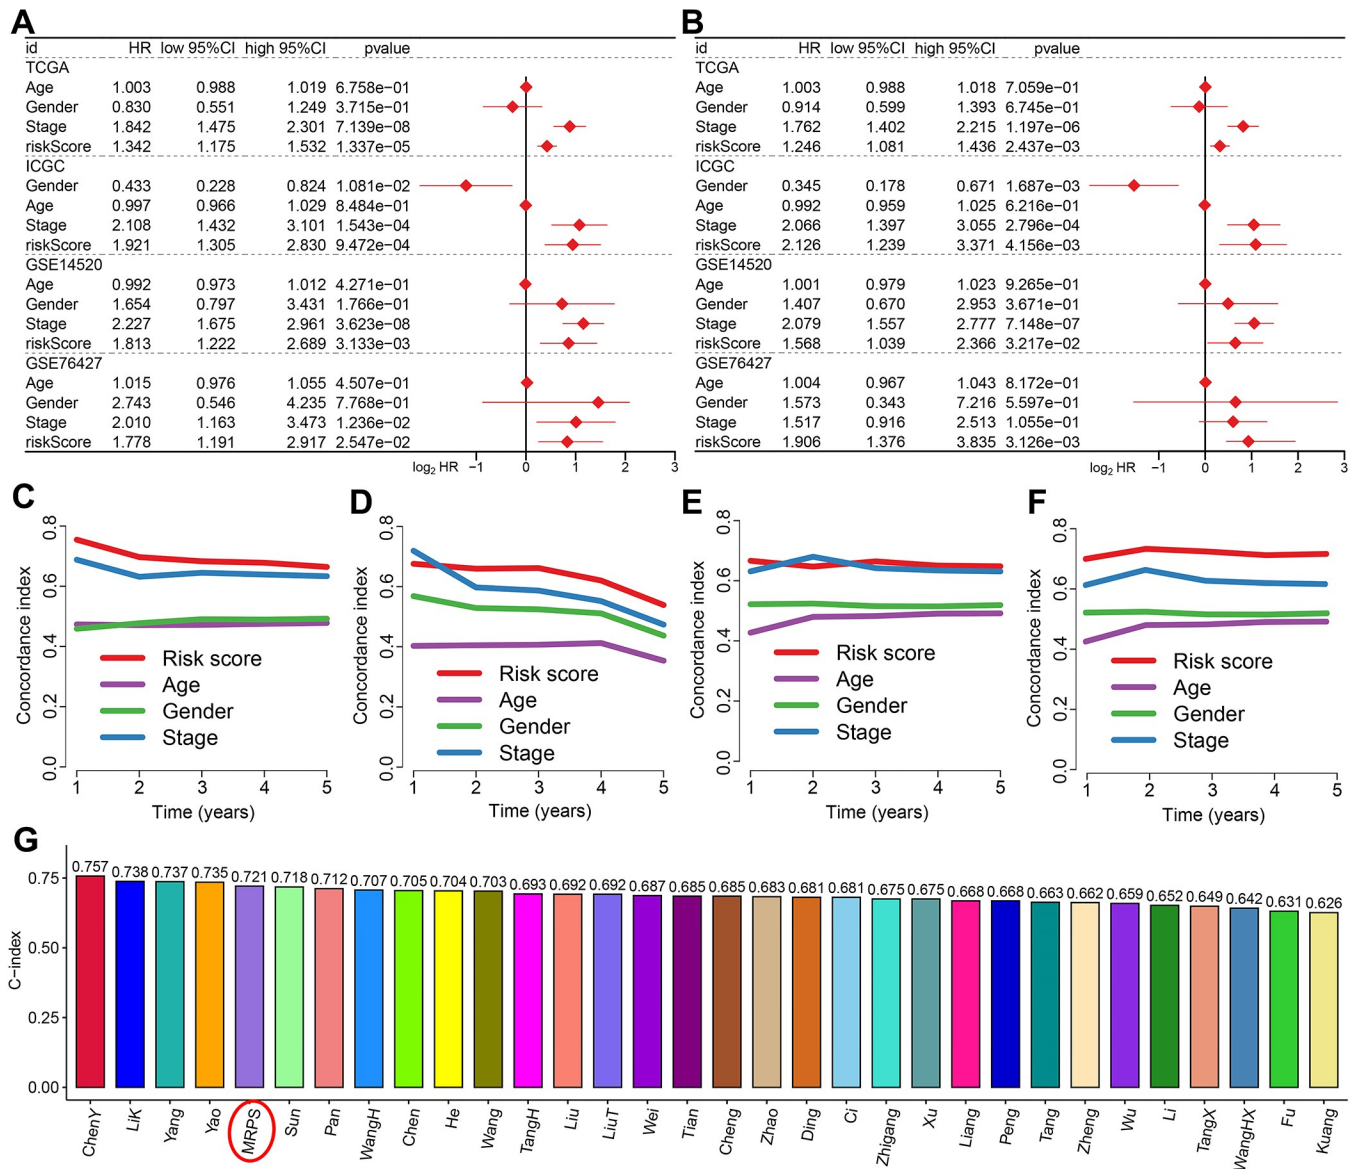 A
id HR low 95%CI high 95%CI pvalue
TCGA
Age 1.003 0.988 1.019 6.758e−01
Gender 0.830 0.551 1.249 3.715e−01
Stage 1.842 1.475 2.301 7.139e−08
riskScore 1.342 1.175 1.532 1.337e−05
ICGC
Gender 0.433 0.228 0.824 1.081e−02
Age 0.997 0.966 1.029 8.484e−01
Stage 2.108 1.432 3.101 1.543e−04
riskScore 1.921 1.305 2.830 9.472e−04
GSE14520
Age 0.992 0.973 1.012 4.271e−01
Gender 1.654 0.797 3.431 1.766e−01
Stage 2.227 1.675 2.961 3.623e−08
riskScore 1.813 1.222 2.689 3.133e−03
GSE76427
Age 1.015 0.976 1.055 4.507e−01
Gender 2.743 0.546 4.235 7.768e−01
Stage 2.010 1.163 3.473 1.236e−02
riskScore 1.778 1.191 2.917 2.547e−02
log2 HR −1 0 1 2 3
B
id HR low 95%CI high 95%CI pvalue
TCGA
Age 1.003 0.988 1.018 7.059e−01
Gender 0.914 0.599 1.393 6.745e−01
Stage 1.762 1.402 2.215 1.197e−06
riskScore 1.246 1.081 1.436 2.437e−03
ICGC
Gender 0.345 0.178 0.671 1.687e−03
Age 0.992 0.959 1.025 6.216e−01
Stage 2.066 1.397 3.055 2.796e−04
riskScore 2.126 1.239 3.371 4.156e−03
GSE14520
Age 1.001 0.979 1.023 9.265e−01
Gender 1.407 0.670 2.953 3.671e−01
Stage 2.079 1.557 2.777 7.148e−07
riskScore 1.568 1.039 2.366 3.217e−02
GSE76427
Age 1.004 0.967 1.043 8.172e−01
Gender 1.573 0.343 7.216 5.597e−01
Stage 1.517 0.916 2.513 1.055e−01
riskScore 1.906 1.376 3.835 3.126e−03
log2 HR −1 0 1 2 3
C
Concordance index
0.8
0.6
0.4
0.2
0.0
Risk score
Age
Gender
Stage
1 2 3 4 5
Time (years)
D
Concordance index
0.8
0.6
0.4
0.2
0.0
Risk score
Age
Gender
Stage
1 2 3 4 5
Time (years)
E
Concordance index
0.8
0.6
0.4
0.2
0.0
Risk score
Age
Gender
Stage
1 2 3 4 5
Time (years)
F
Concordance index
0.8
0.6
0.4
0.2
0.0
Risk score
Age
Gender
Stage
1 2 3 4 5
Time (years)
G
C−index
0.75
0.50
0.25
0.00
0.757 0.738 0.737 0.735 0.721 0.718 0.712 0.707 0.705 0.704 0.703 0.693 0.692 0.692 0.687 0.685 0.685 0.683 0.681 0.681 0.675 0.675 0.668 0.668 0.663 0.662 0.659 0.652 0.649 0.642 0.631 0.626
ChenY LiK Yang Yao MRPS Sun Pan WangH Chen He Wang TangH Liu LiuT Wei Tian Cheng Zhao Ding Ci Zhigang Xu Liang Peng Tang Zheng Wu Li TangX WangHX Fu Kuang